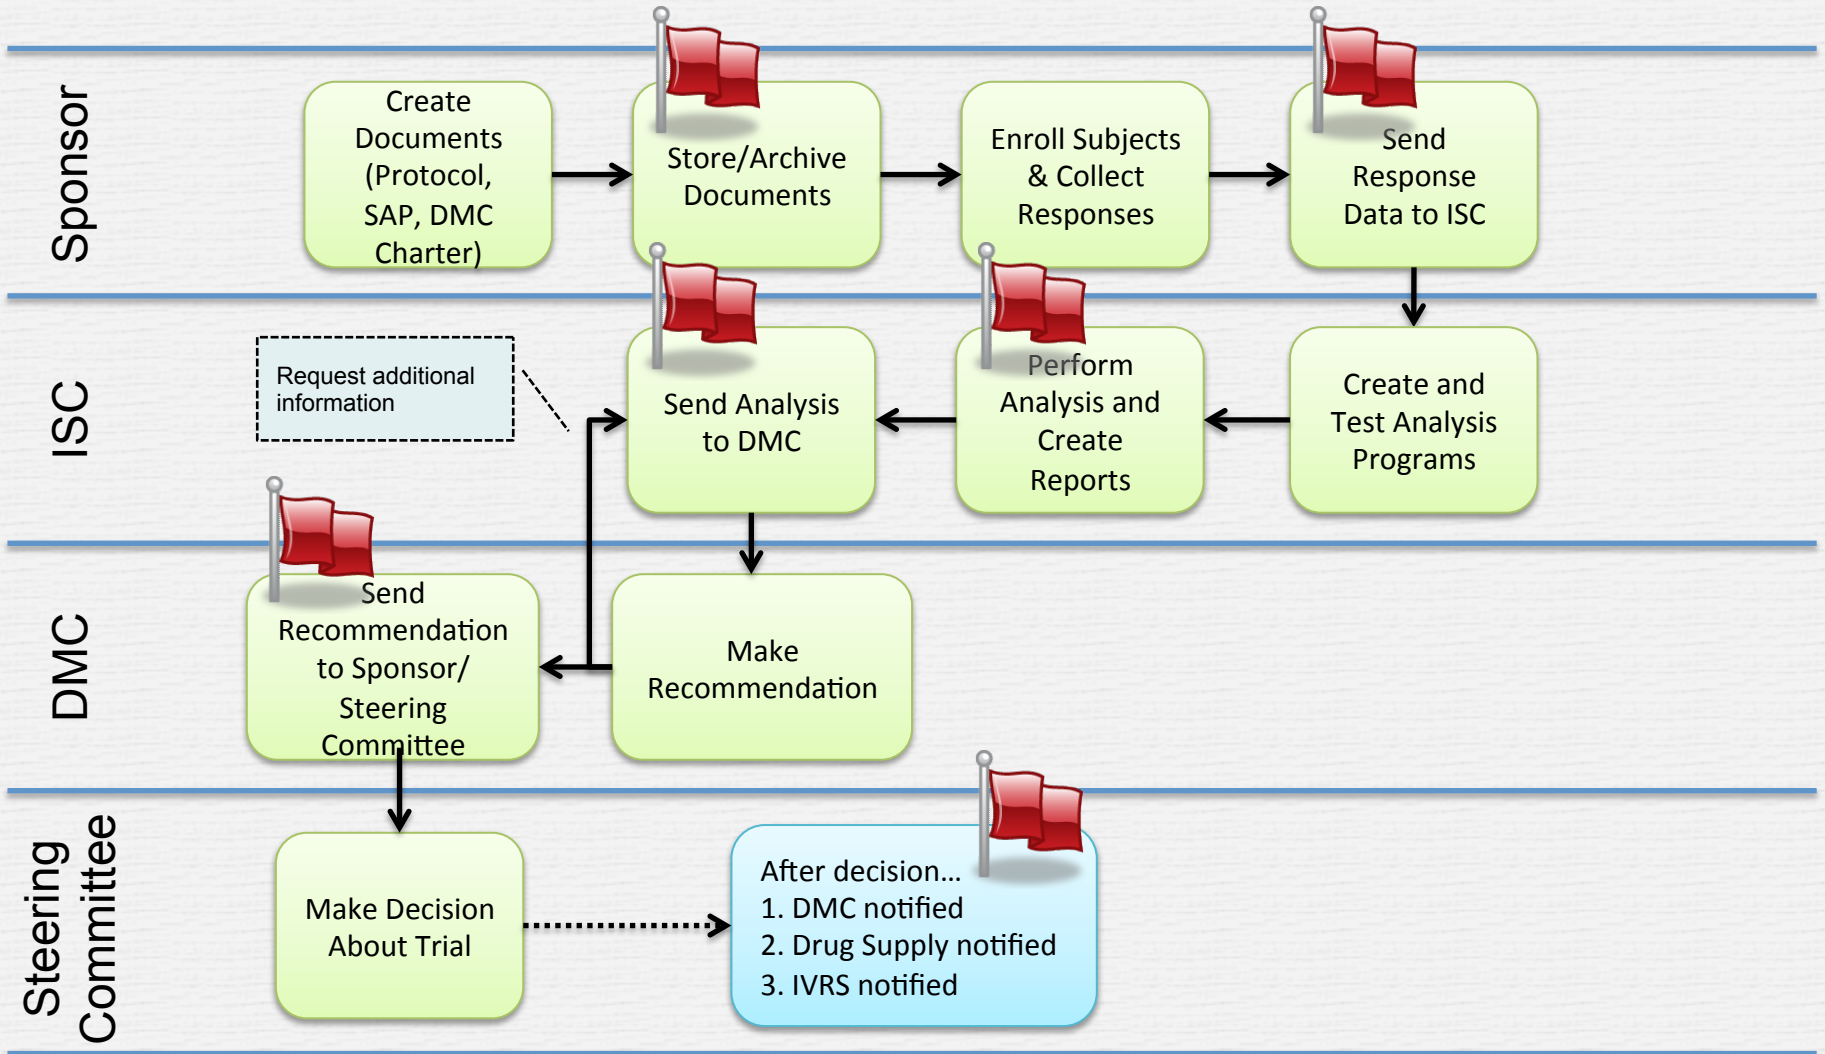 Sponsor
Create
Documents
(Protocol,
SAP, DMC
Charter)
Store/Archive
Documents
Enroll Subjects
& Collect
Responses
Send
Response
Data to ISC
ISC
Request additional
information
Send Analysis
to DMC
Perform
Analysis and
Create
Reports
Create and
Test Analysis
Programs
DMC
Send
Recommendation
to Sponsor/
Steering
Committee
Make
Recommendation
Steering
Committee
Make Decision
About Trial
After decision...
1. DMC notified
2. Drug Supply notified
3. IVRS notified